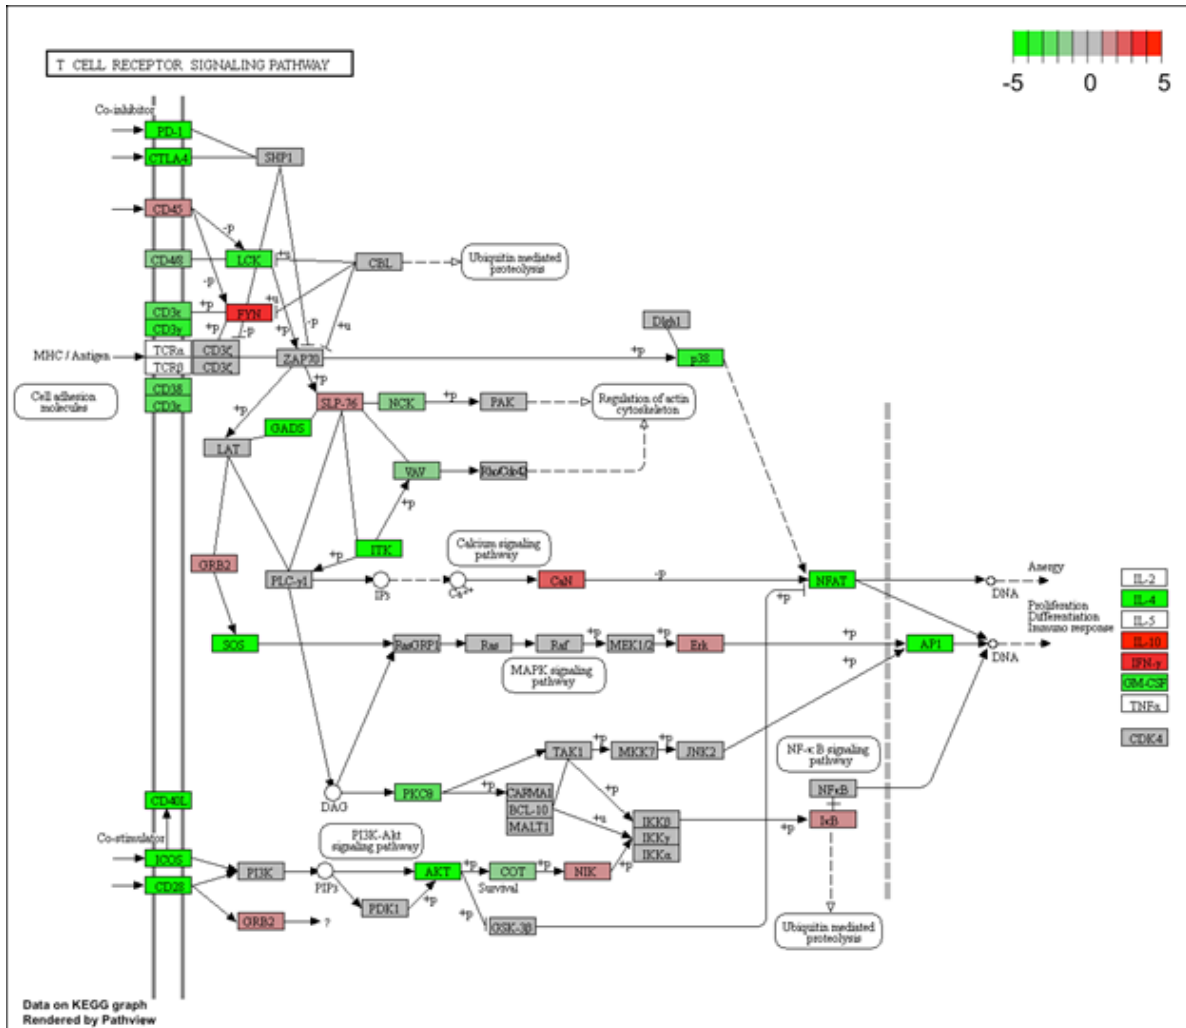 T CELL RECEPTOR SIGNALING PATHWAY
-5 0 5
Co-inhibitor
PD-1
CTLA4
SHP1
CD45
-p
CD4/8
LCK
+u
CBL
Ubiquitin mediated
proteolysis
-p
CD3ε
+p
FYN
+u
CD3γ
+p
-p
+p
-p
+u
Dlgh1
MHC / Antigen
TCRα
TCRβ
CD3ζ
CD3ζ
ZAP70
+p
p38
Cell adhesion
molecules
CD3δ
CD3ε
+p
+p
SLP-76
NCK
+p
PAK
Regulation of actin
cytoskeleton
GADS
LAT
VAV
Rho/Cdc42
+p
ITK
+p
Calcium signaling
pathway
GRB2
PLC-γ1
IP3
Ca2+
CaN
-p
NFAT
+p
DNA
Anergy
Proliferation
Differentiation
Immuno response
SOS
RasGRP1
Ras
Raf
+p
MEK1/2
+p
Erk
+p
+p
AP1
DNA
MAPK signaling
pathway
IL-2
IL-4
IL-5
IL-10
IFN-γ
GM-CSF
TNFα
CDK4
TAK1
+p
MKK7
+p
JNK2
NF-κB signaling
pathway
DAG
PKCθ
+p
CARMA1
BCL-10
MALT1
+p
+u
IKKβ
IKKγ
IKKα
NFκB
+p
IκB
CD40L
Co-stimulator
PI3K-Akt
signaling pathway
ICOS
CD28
PI3K
PIP3
AKT
+p
COT
+p
NIK
+p
Survival
PDK1
+p
+p
GSK-3β
GRB2
?
Ubiquitin mediated
proteolysis
Data on KEGG graph
Rendered by Pathview